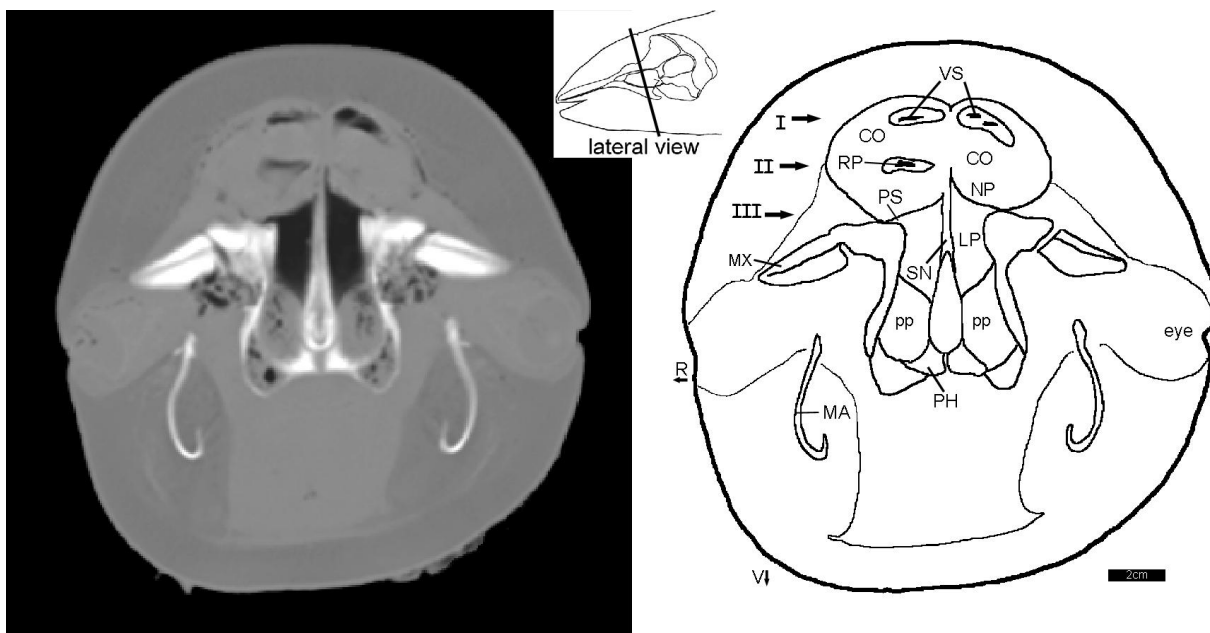 lateral view
VS
I
CO
II
RP
CO
PS
NP
III
LP
MX
SN
pp
pp
eye
R
PH
MA
V
2cm